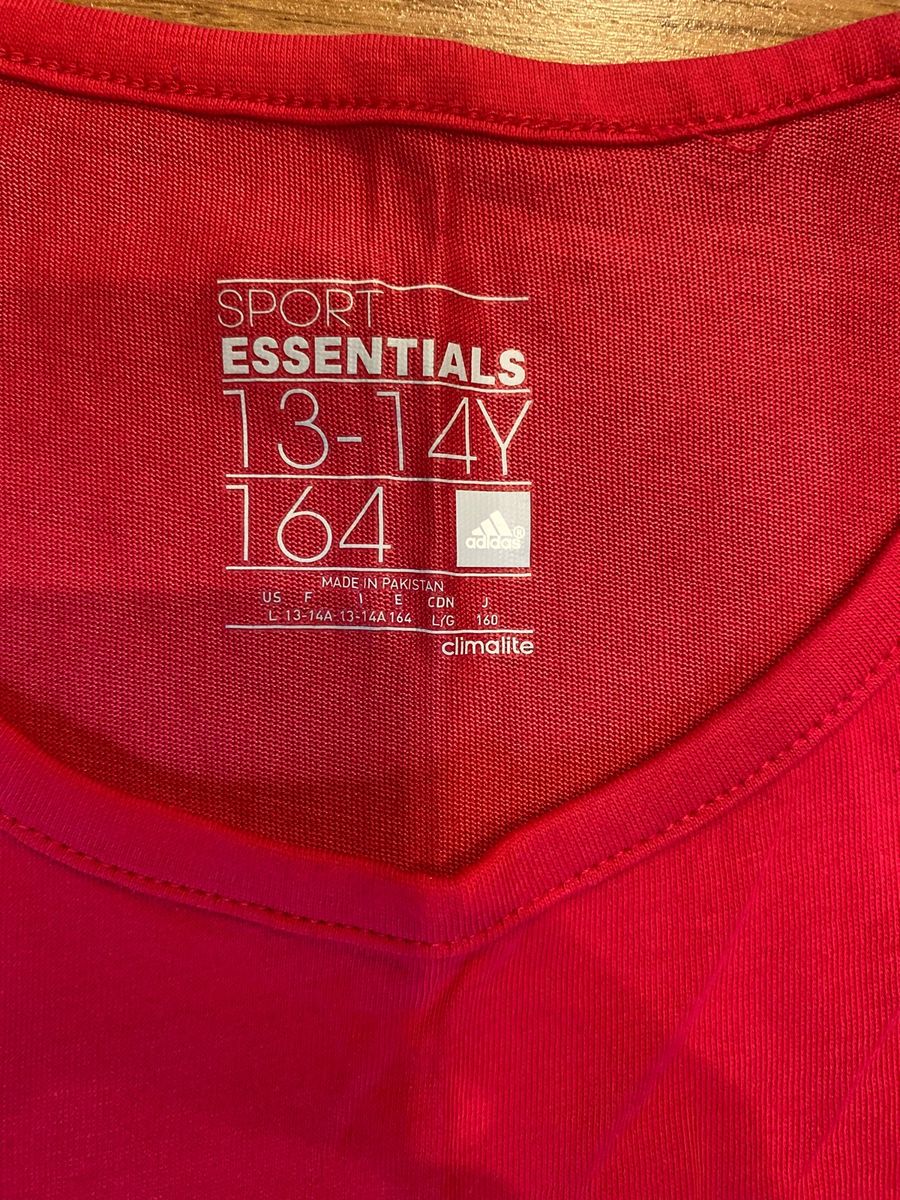 SPORT
ESSENTIALS
13-14Y
164
adidas®
MADE IN PAKISTAN
US F I E CDN J
L 13-14A 13-14A 164 L/G 160
climalite